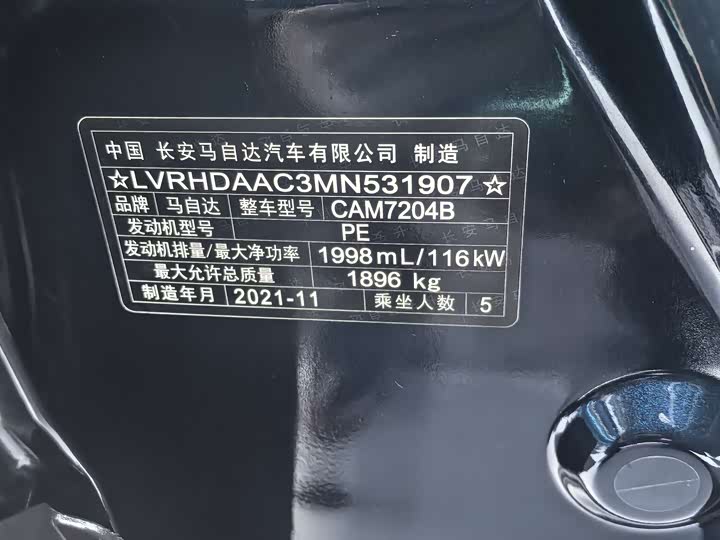 中国 长安马自达汽车有限公司 制造
☆LVRHDAAC3MN531907☆
品牌 马自达 整车型号 CAM7204B
发动机型号 PE
发动机排量/最大净功率 1998mL/116kW
最大允许总质量 1896 kg
制造年月 2021-11 乘坐人数 5